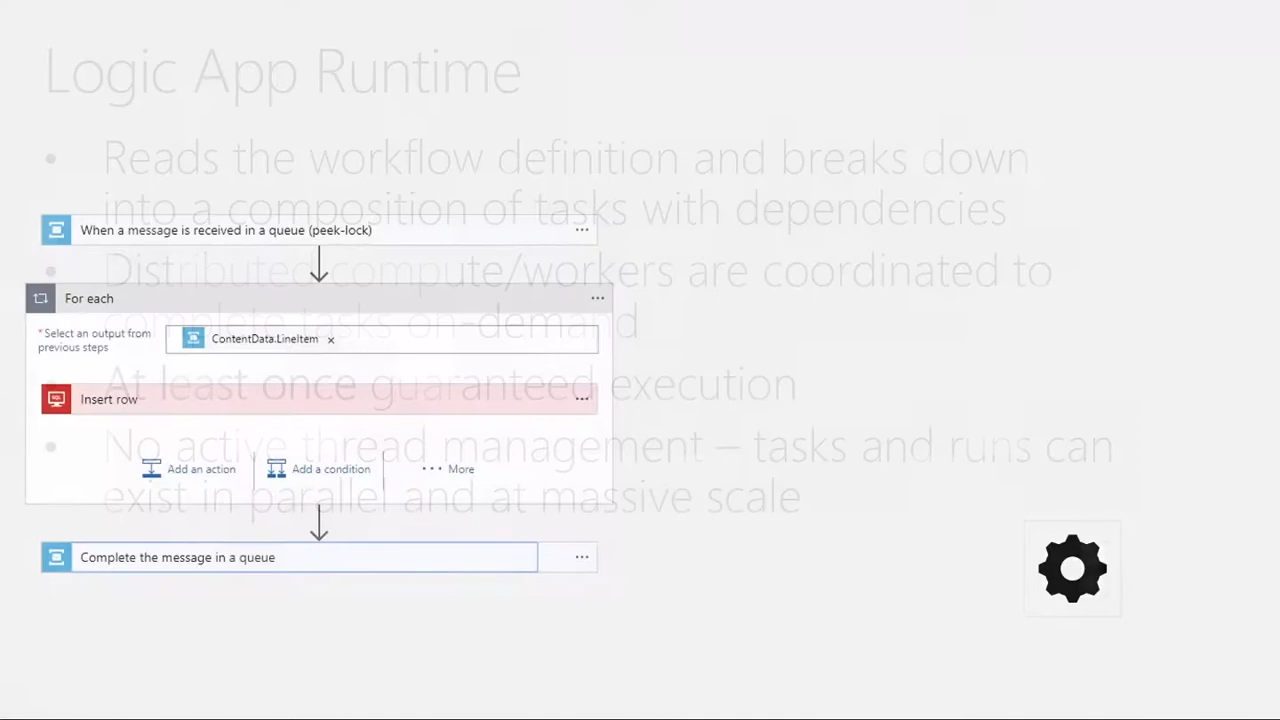 Logic App Runtime
• Reads the workflow definition and breaks down
into a composition of tasks with dependencies
• Distributed compute/workers are coordinated to
complete tasks on-demand
• At least once guaranteed execution
• No active thread management – tasks and runs can
exist in parallel and at massive scale
When a message is received in a queue (peek-lock)
For each
* Select an output from
previous steps
ContentData.LineItem ×
SQL
Insert row
Add an action
Add a condition
More
Complete the message in a queue